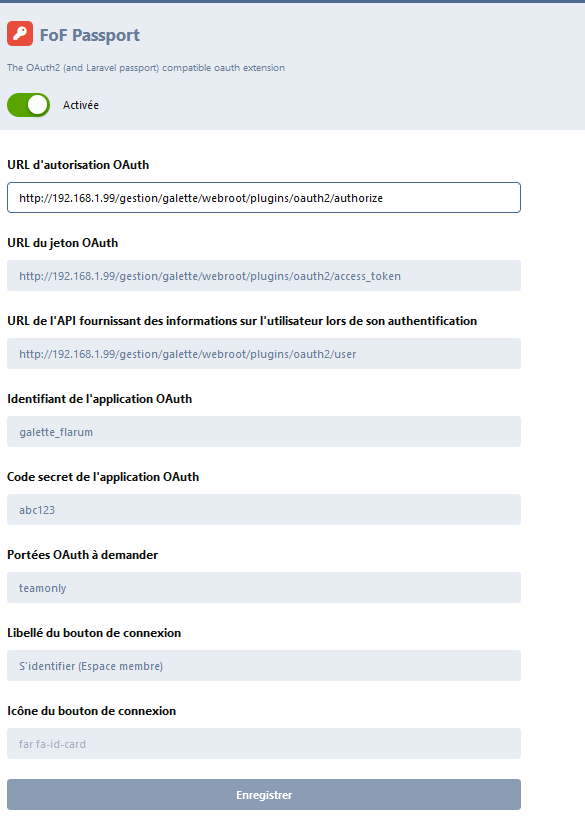 FoF Passport
The OAuth2 (and Laravel passport) compatible oauth extension
Activée
URL d'autorisation OAuth
http://192.168.1.99/gestion/galette/webroot/plugins/oauth2/authorize
URL du jeton OAuth
http://192.168.1.99/gestion/galette/webroot/plugins/oauth2/access_token
URL de l'API fournissant des informations sur l'utilisateur lors de son authentification
http://192.168.1.99/gestion/galette/webroot/plugins/oauth2/user
Identifiant de l'application OAuth
galette_flarum
Code secret de l'application OAuth
abc123
Portées OAuth à demander
teamonly
Libellé du bouton de connexion
S`identifier (Espace membre)
Icône du bouton de connexion
far fa-id-card
Enregistrer